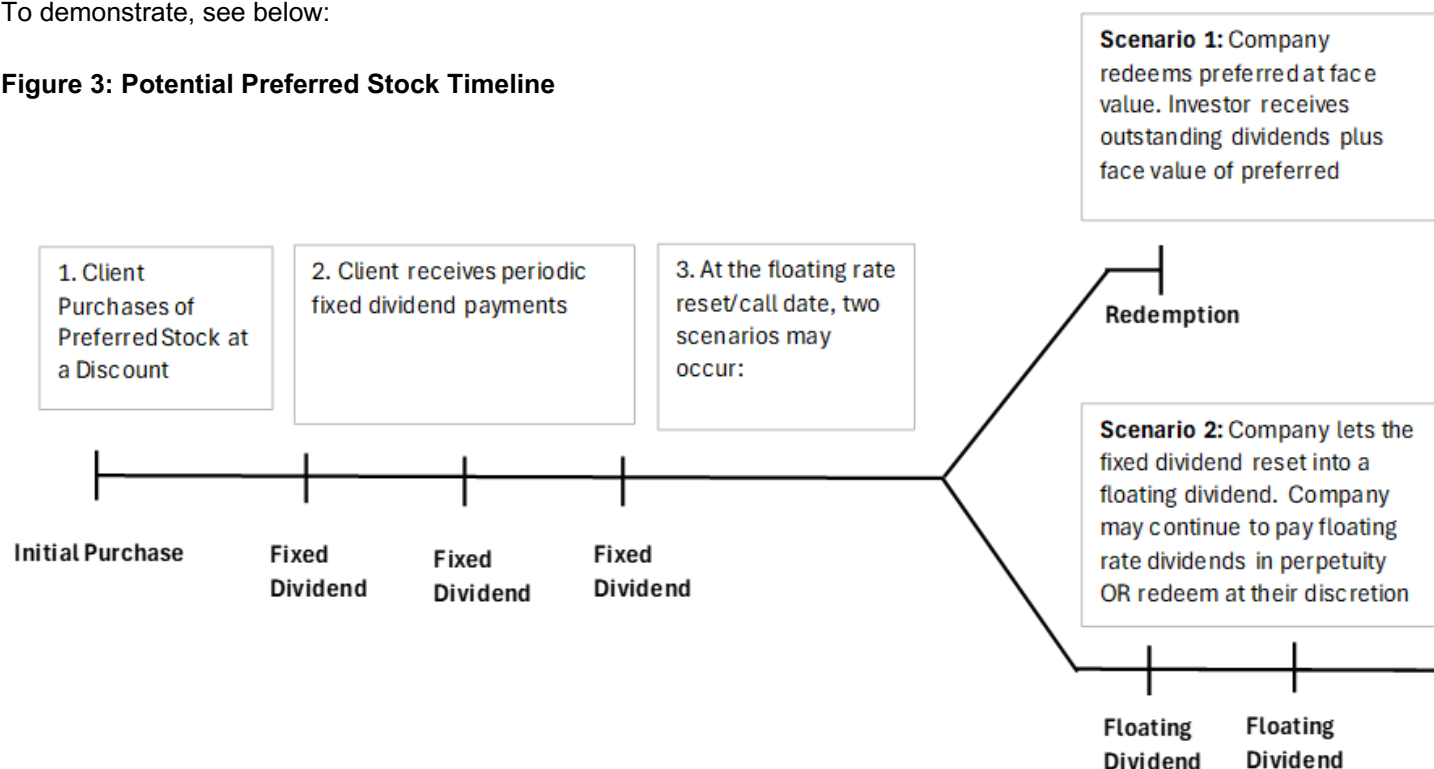 To demonstrate, see below:
Figure 3: Potential Preferred Stock Timeline
1. Client
Purchases of
Preferred Stock at
a Discount
2. Client receives periodic
fixed dividend payments
3. At the floating rate
reset/call date, two
scenarios may
occur:
Scenario 1: Company
redeems preferred at face
value. Investor receives
outstanding dividends plus
face value of preferred
Redemption
Scenario 2: Company lets the
fixed dividend reset into a
floating dividend. Company
may continue to pay floating
rate dividends in perpetuity
OR redeem at their discretion
Initial Purchase
Fixed
Dividend
Fixed
Dividend
Fixed
Dividend
Floating
Dividend
Floating
Dividend